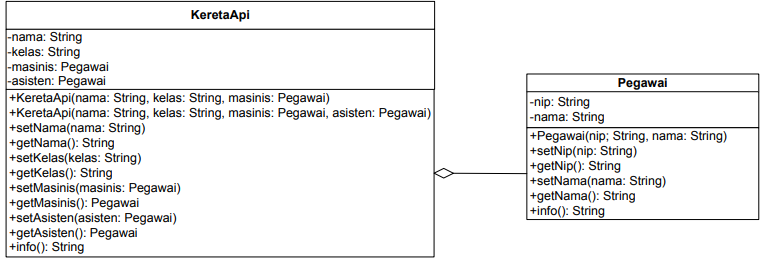 KeretaApi
-nama: String
-kelas: String
-masinis: Pegawai
-asisten: Pegawai
+KeretaApi(nama: String, kelas: String, masinis: Pegawai)
+KeretaApi(nama: String, kelas: String, masinis: Pegawai, asisten: Pegawai)
+setNama(nama: String)
+getNama(): String
+setKelas(kelas: String)
+getKelas(): String
+setMasinis(masinis: Pegawai)
+getMasinis(): Pegawai
+setAsisten(asisten: Pegawai)
+getAsisten(): Pegawai
+info(): String
Pegawai
-nip: String
-nama: String
+Pegawai(nip; String, nama: String)
+setNip(nip: String)
+getNip(): String
+setNama(nama: String)
+getNama(): String
+info(): String